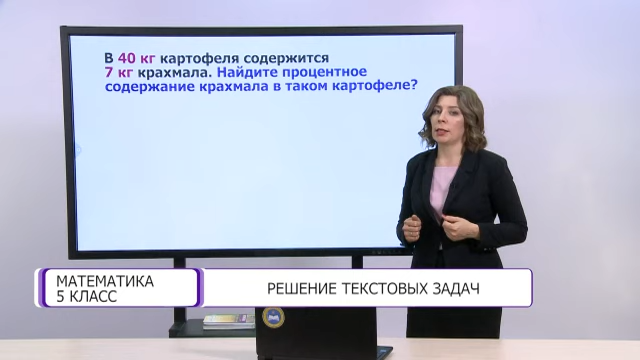 В 40 кг картофеля содержится
7 кг крахмала. Найдите процентное
содержание крахмала в таком картофеле?
МАТЕМАТИКА
5 КЛАСС
РЕШЕНИЕ ТЕКСТОВЫХ ЗАДАЧ